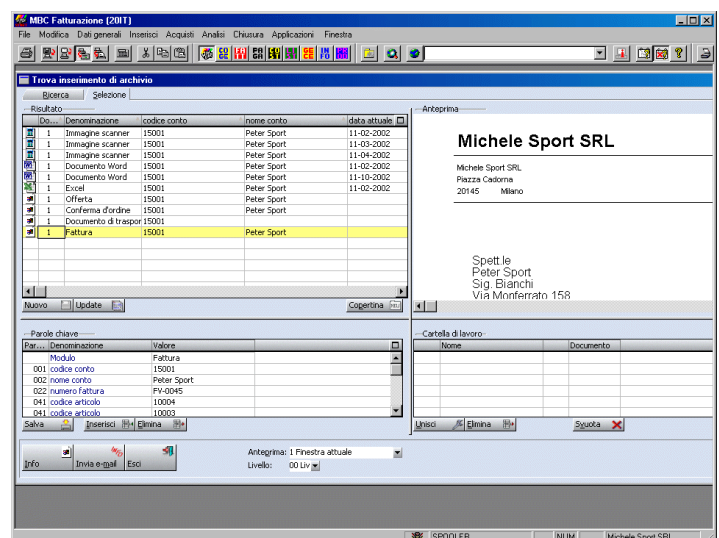 MBC Fatturazione (20IT)
File Modifica Dati generali Inserisci Acquisti Analisi Chiusura Applicazioni Finestra
Trova inserimento di archivio
Ricerca Selezione
Risultato
Do... Denominazione codice conto nome conto data attuale
1 Immagine scanner 15001 Peter Sport 11-02-2002
1 Immagine scanner 15001 Peter Sport 11-03-2002
1 Immagine scanner 15001 Peter Sport 11-04-2002
1 Documento Word 15001 Peter Sport 11-02-2002
1 Documento Word 15001 Peter Sport 11-10-2002
1 Excel 15001 Peter Sport 11-02-2002
1 Offerta 15001 Peter Sport
1 Conferma d'ordine 15001 Peter Sport
1 Documento di traspor 15001
1 Fattura 15001 Peter Sport
Nuovo Update Copertina
Anteprima
Michele Sport SRL
Michele Sport SRL
Piazza Cadorna
20145 Milano
Spett.le
Peter Sport
Sig. Bianchi
Via Monferrato 158
Parole chiave
Par... Denominazione Valore
Modulo Fattura
001 codice conto 15001
002 nome conto Peter Sport
022 numero fattura FV-0045
041 codice articolo 10004
041 codice articolo 10003
Salva Inserisci Elimina
Cartella di lavoro
Nome Documento
Unisci Elimina Svuota
Info Invia e-mail Esci
Anteprima: 1 Finestra attuale
Livello: 00 Liv
SPOOLER NUM Michele Sport SRL